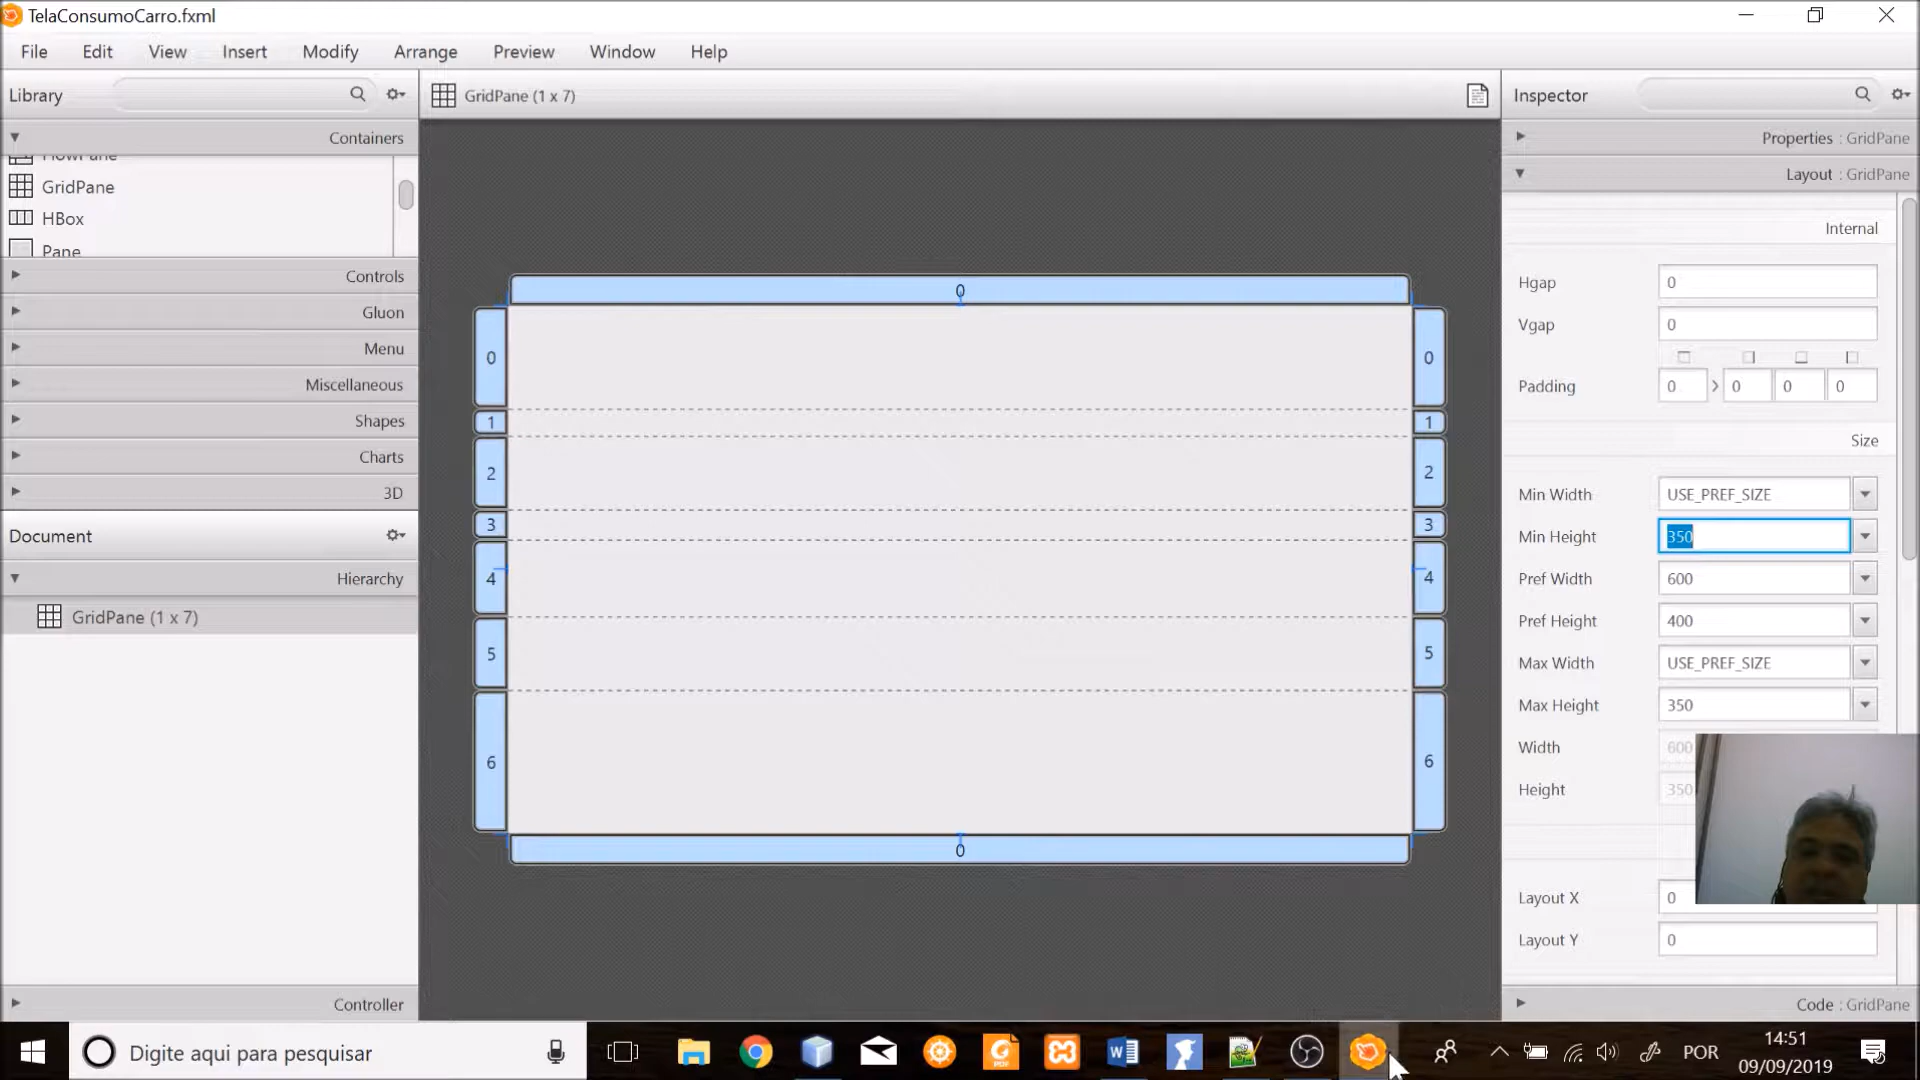 TelaConsumoCarro.fxml
File Edit View Insert Modify Arrange Preview Window Help
Library
GridPane (1 x 7)
Inspector
Containers
FlowPane
GridPane
HBox
Pane
Controls
Gluon
Menu
Miscellaneous
Shapes
Charts
3D
Document
Hierarchy
GridPane (1 x 7)
Controller
0
0 0
1 1
2 2
3 3
4 4
5 5
6 6
0
Properties : GridPane
Layout : GridPane
Internal
Hgap 0
Vgap 0
Padding 0 0 0 0
Size
Min Width USE_PREF_SIZE
Min Height 350
Pref Width 600
Pref Height 400
Max Width USE_PREF_SIZE
Max Height 350
Width 600
Height 350
Layout X 0
Layout Y 0
Code : GridPane
Digite aqui para pesquisar
POR
14:51
09/09/2019